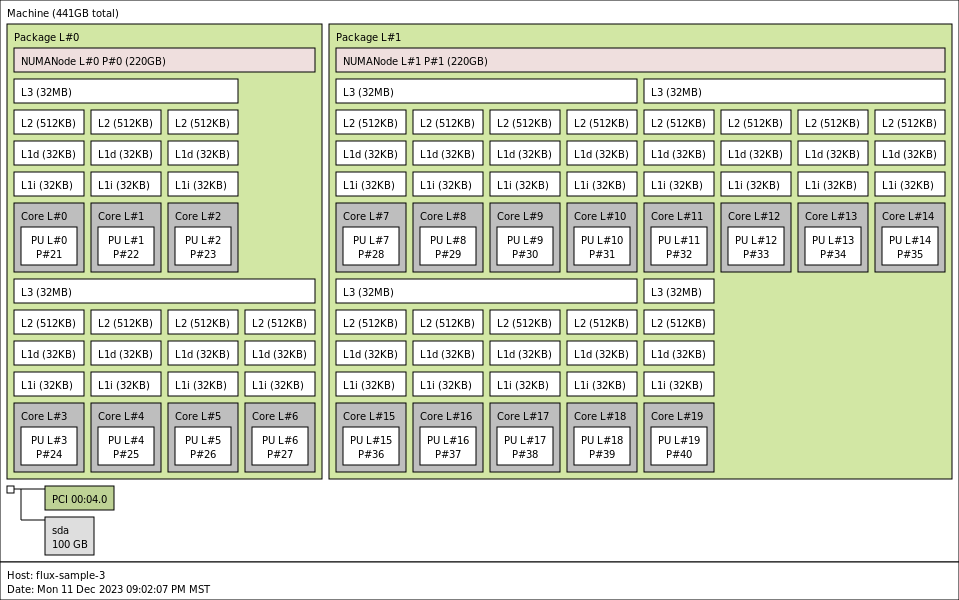 Machine (441GB total)
Package L#0
NUMANode L#0 P#0 (220GB)
L3 (32MB)
L2 (512KB) L2 (512KB) L2 (512KB)
L1d (32KB) L1d (32KB) L1d (32KB)
L1i (32KB) L1i (32KB) L1i (32KB)
Core L#0 Core L#1 Core L#2
PU L#0 PU L#1 PU L#2
P#21 P#22 P#23
L3 (32MB)
L2 (512KB) L2 (512KB) L2 (512KB) L2 (512KB)
L1d (32KB) L1d (32KB) L1d (32KB) L1d (32KB)
L1i (32KB) L1i (32KB) L1i (32KB) L1i (32KB)
Core L#3 Core L#4 Core L#5 Core L#6
PU L#3 PU L#4 PU L#5 PU L#6
P#24 P#25 P#26 P#27
Package L#1
NUMANode L#1 P#1 (220GB)
L3 (32MB) L3 (32MB)
L2 (512KB) L2 (512KB) L2 (512KB) L2 (512KB) L2 (512KB) L2 (512KB) L2 (512KB) L2 (512KB)
L1d (32KB) L1d (32KB) L1d (32KB) L1d (32KB) L1d (32KB) L1d (32KB) L1d (32KB) L1d (32KB)
L1i (32KB) L1i (32KB) L1i (32KB) L1i (32KB) L1i (32KB) L1i (32KB) L1i (32KB) L1i (32KB)
Core L#7 Core L#8 Core L#9 Core L#10 Core L#11 Core L#12 Core L#13 Core L#14
PU L#7 PU L#8 PU L#9 PU L#10 PU L#11 PU L#12 PU L#13 PU L#14
P#28 P#29 P#30 P#31 P#32 P#33 P#34 P#35
L3 (32MB) L3 (32MB)
L2 (512KB) L2 (512KB) L2 (512KB) L2 (512KB) L2 (512KB)
L1d (32KB) L1d (32KB) L1d (32KB) L1d (32KB) L1d (32KB)
L1i (32KB) L1i (32KB) L1i (32KB) L1i (32KB) L1i (32KB)
Core L#15 Core L#16 Core L#17 Core L#18 Core L#19
PU L#15 PU L#16 PU L#17 PU L#18 PU L#19
P#36 P#37 P#38 P#39 P#40
PCI 00:04.0
sda
100 GB
Host: flux-sample-3
Date: Mon 11 Dec 2023 09:02:07 PM MST